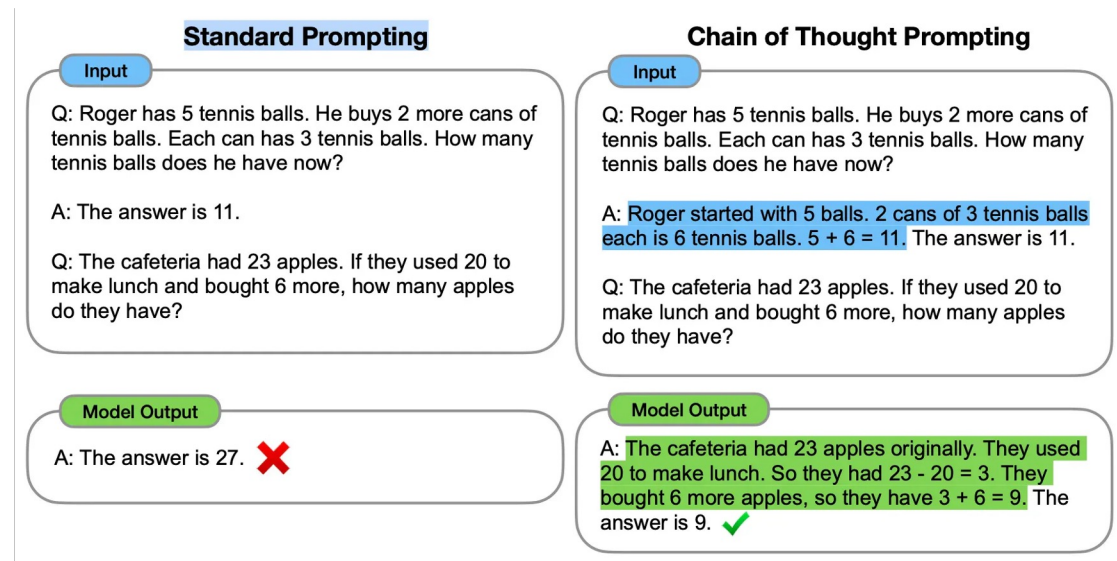 Standard Prompting
Input
Q: Roger has 5 tennis balls. He buys 2 more cans of
tennis balls. Each can has 3 tennis balls. How many
tennis balls does he have now?
A: The answer is 11.
Q: The cafeteria had 23 apples. If they used 20 to
make lunch and bought 6 more, how many apples
do they have?
Model Output
A: The answer is 27.
Chain of Thought Prompting
Input
Q: Roger has 5 tennis balls. He buys 2 more cans of
tennis balls. Each can has 3 tennis balls. How many
tennis balls does he have now?
A: Roger started with 5 balls. 2 cans of 3 tennis balls
each is 6 tennis balls. 5 + 6 = 11. The answer is 11.
Q: The cafeteria had 23 apples. If they used 20 to
make lunch and bought 6 more, how many apples
do they have?
Model Output
A: The cafeteria had 23 apples originally. They used
20 to make lunch. So they had 23 - 20 = 3. They
bought 6 more apples, so they have 3 + 6 = 9. The
answer is 9.